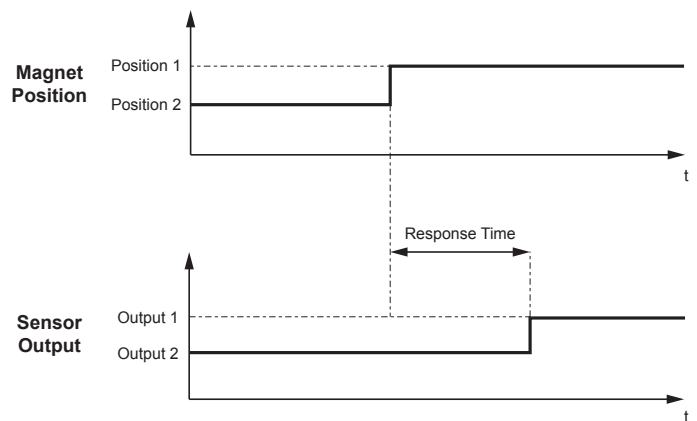 Magnet
Position
Position 1
Position 2
t
Response Time
Sensor
Output
Output 1
Output 2
t